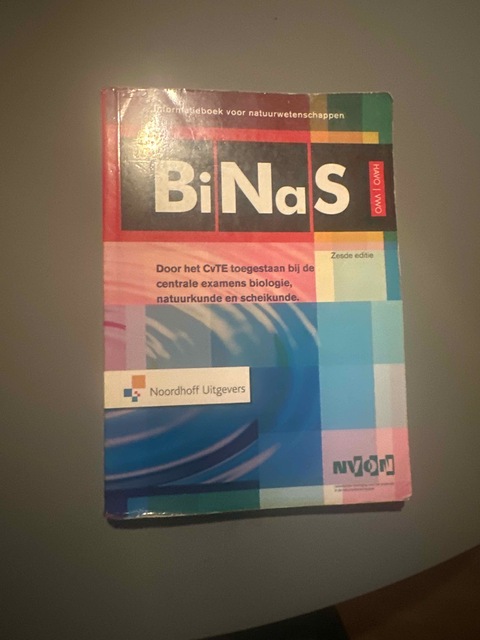 Informatieboek voor natuurwetenschappen
BiNaS
HAVO | VWO
Zesde editie
Door het CvTE toegestaan bij de
centrale examens biologie,
natuurkunde en scheikunde.
Noordhoff Uitgevers
NVON